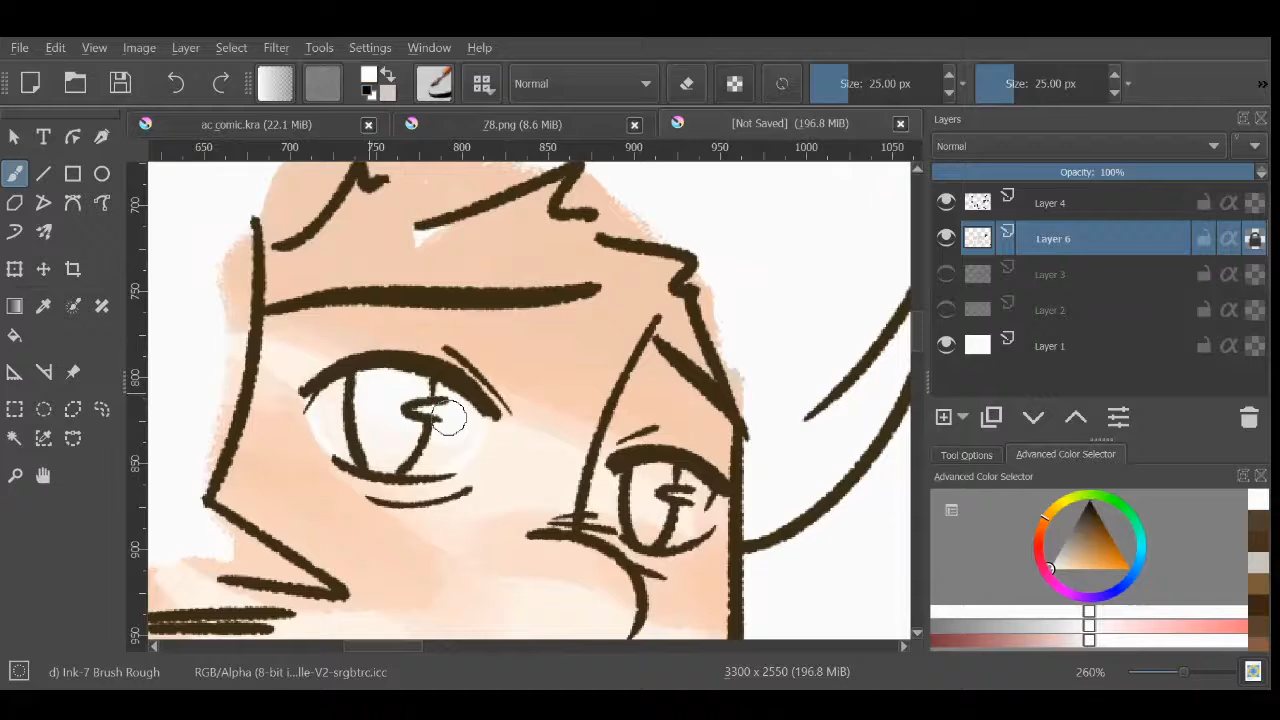 File Edit View Image Layer Select Filter Tools Settings Window Help
Normal Size: 25.00 px Size: 25.00 px »
ac comic.kra (22.1 MiB) 78.png (8.6 MiB) [Not Saved] (196.8 MiB)
650 700 750 800 850 900 950 1000 1050
700
750
800
850
900
950
Layers
Normal
Opacity: 100%
Layer 4
Layer 6
Layer 3
Layer 2
Layer 1
Tool Options Advanced Color Selector
Advanced Color Selector
d) Ink-7 Brush Rough RGB/Alpha (8-bit i...lle-V2-srgbtrc.icc 3300 x 2550 (196.8 MiB) 260%